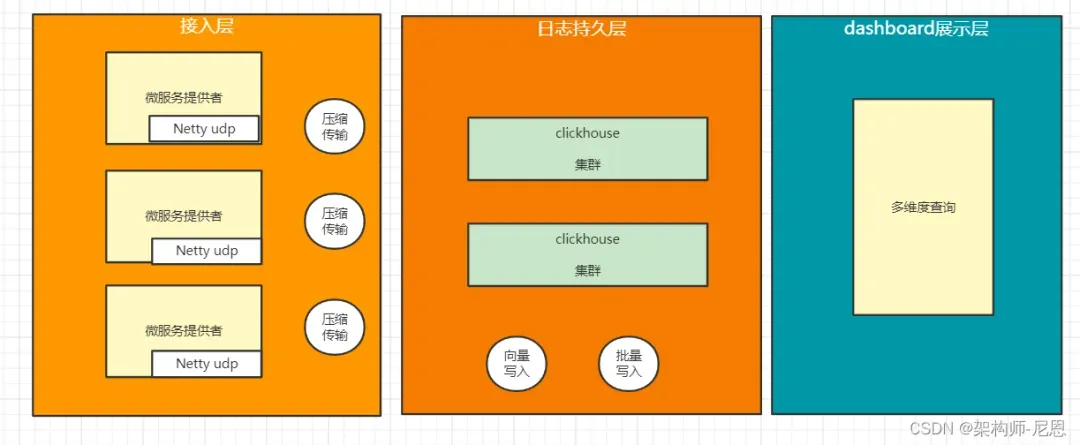 接入层
微服务提供者
Netty udp
压缩
传输
微服务提供者
Netty udp
压缩
传输
微服务提供者
Netty udp
压缩
传输
日志持久层
clickhouse
集群
clickhouse
集群
向量
写入
批量
写入
dashboard展示层
多维度查询
CSDN @架构师-尼恩